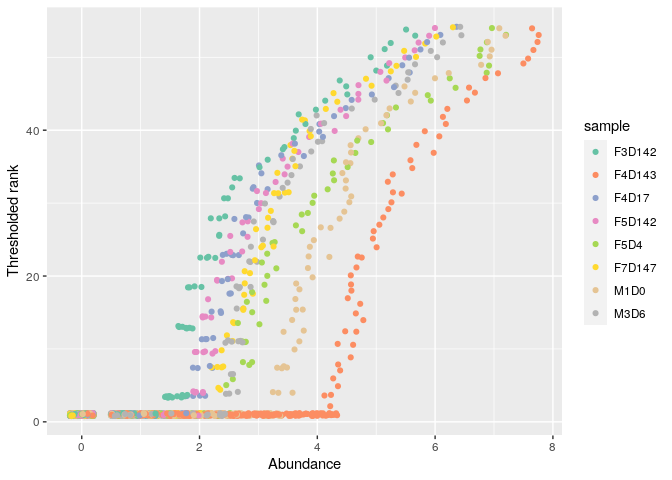 Thresholded rank
40
20
0
0
2
4
6
8
Abundance
sample
F3D142
F4D143
F4D17
F5D142
F5D4
F7D147
M1D0
M3D6